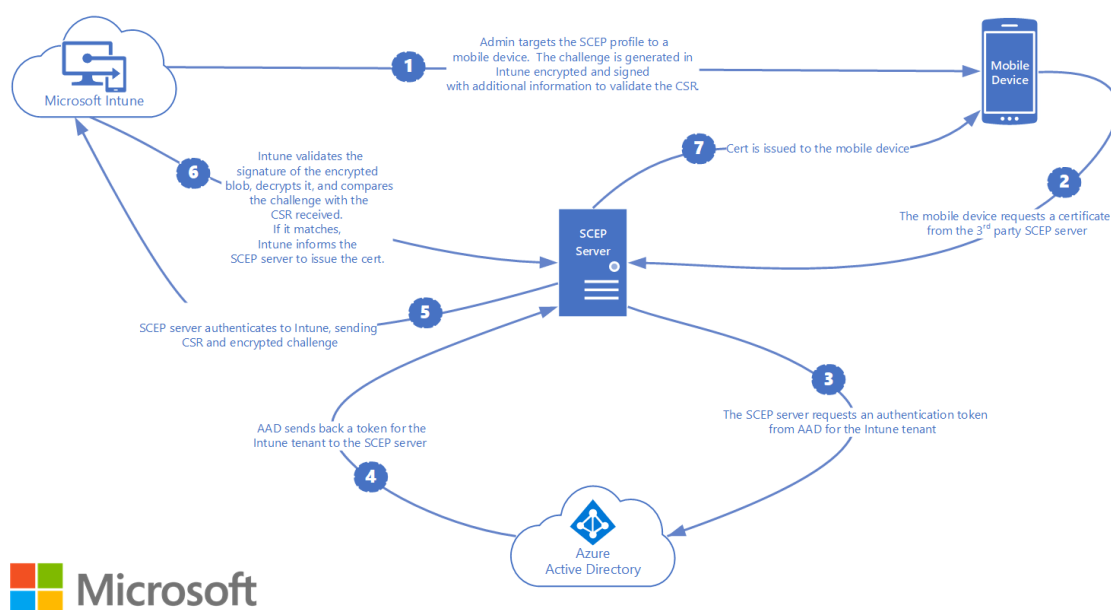 Microsoft Intune
1
Admin targets the SCEP profile to a
mobile device. The challenge is generated in
Intune encrypted and signed
with additional information to validate the CSR.
Mobile
Device
7
Cert is issued to the mobile device
6
Intune validates the
signature of the encrypted
blob, decrypts it, and compares
the challenge with the
CSR received.
If it matches,
Intune informs the
SCEP server to issue the cert.
2
The mobile device requests a certificate
from the 3rd party SCEP server
SCEP
Server
5
SCEP server authenticates to Intune, sending
CSR and encrypted challenge
3
The SCEP server requests an authentication token
from AAD for the Intune tenant
AAD sends back a token for the
Intune tenant to the SCEP server
4
Azure
Active Directory
Microsoft